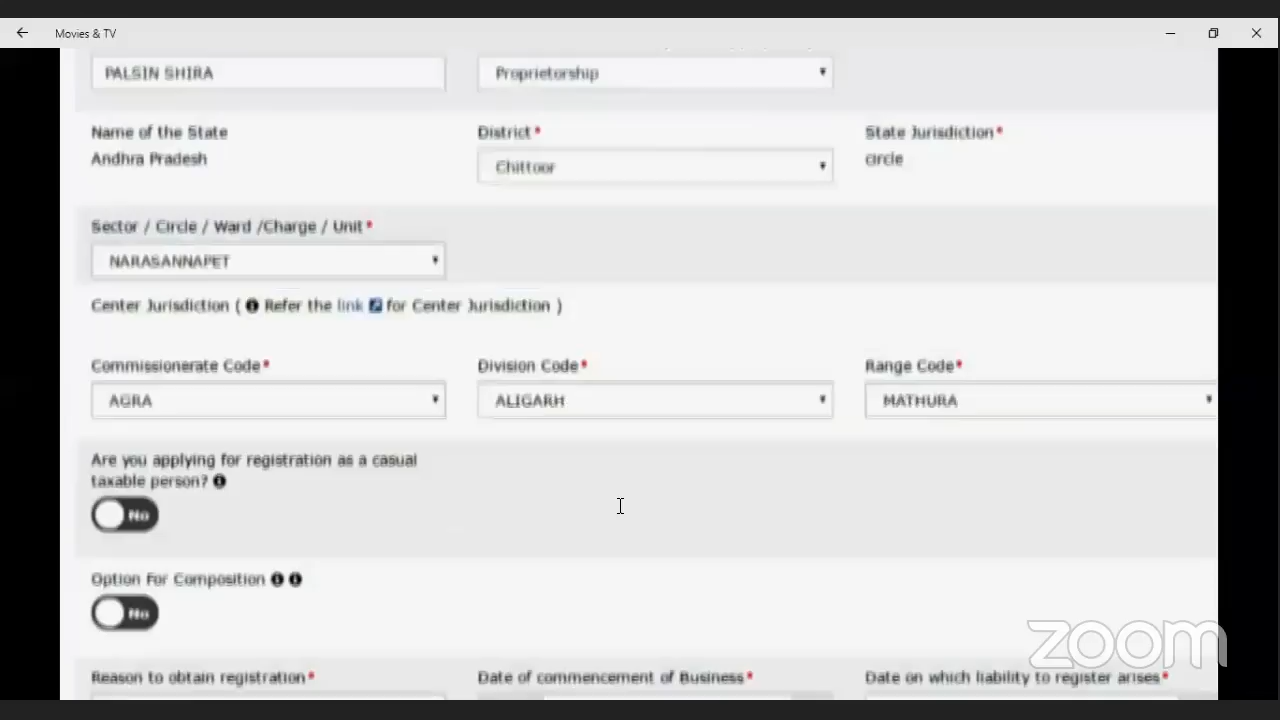 Movies & TV
PALSIN SHIRA
Proprietorship
Name of the State
District*
State Jurisdiction*
Andhra Pradesh
Chittoor
circle
Sector / Circle / Ward /Charge / Unit*
NARASANNAPET
Center Jurisdiction ( Refer the link for Center Jurisdiction )
Commissionerate Code*
Division Code*
Range Code*
AGRA
ALIGARH
MATHURA
Are you applying for registration as a casual
taxable person?
No
Option For Composition
No
zoom
Reason to obtain registration*
Date of commencement of Business*
Date on which liability to register arises*